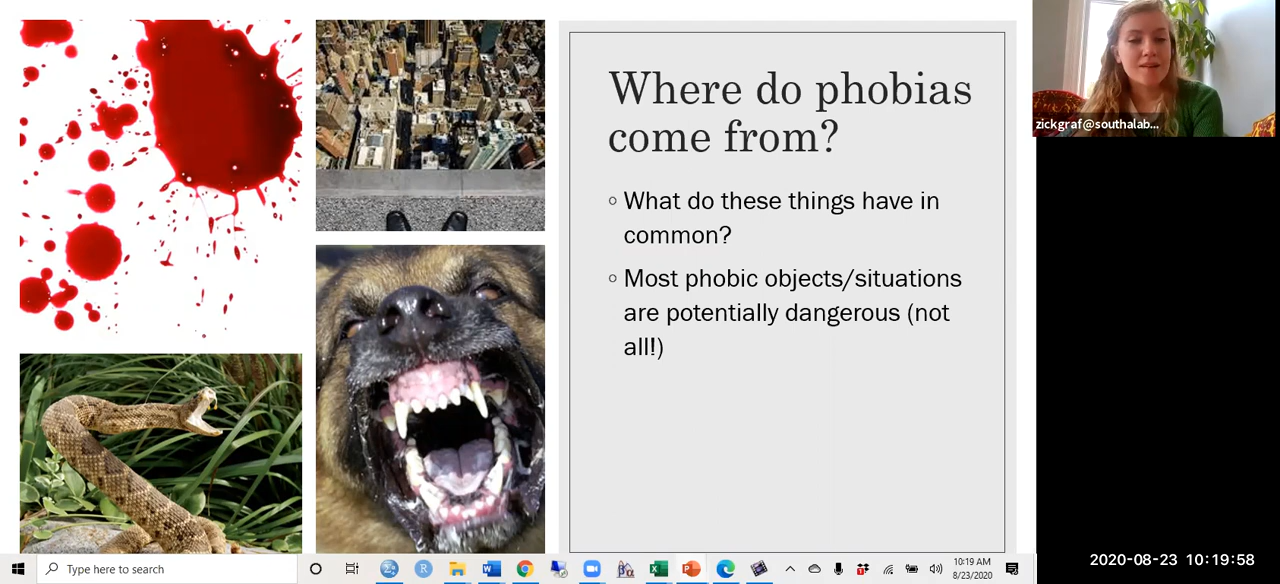 Where do phobias
come from?
What do these things have in
common?
Most phobic objects/situations
are potentially dangerous (not
all!)
zickgraf@southalab...
Type here to search
10:19 AM
8/23/2020
2020-08-23 10:19:58